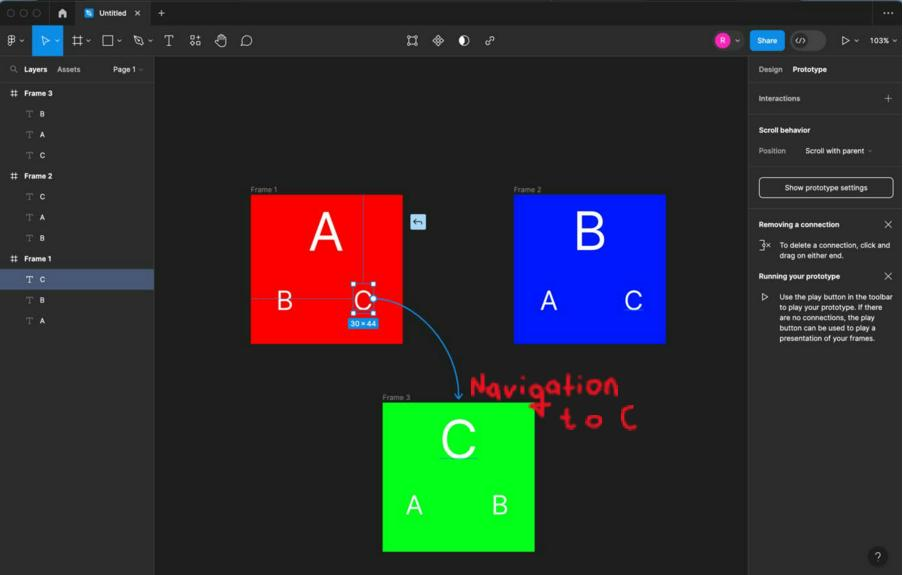 Untitled
Share
103%
Layers Assets Page 1
Frame 3
B
A
C
Frame 2
C
A
B
Frame 1
C
B
A
Frame 1
A
B C
30 × 44
Frame 2
B
A C
Navigation
to C
Frame 3
C
A B
R
Design Prototype
Interactions
Scroll behavior
Position Scroll with parent
Show prototype settings
Removing a connection
To delete a connection, click and
drag on either end.
Running your prototype
Use the play button in the toolbar
to play your prototype. If there
are no connections, the play
button can be used to play a
presentation of your frames.
?